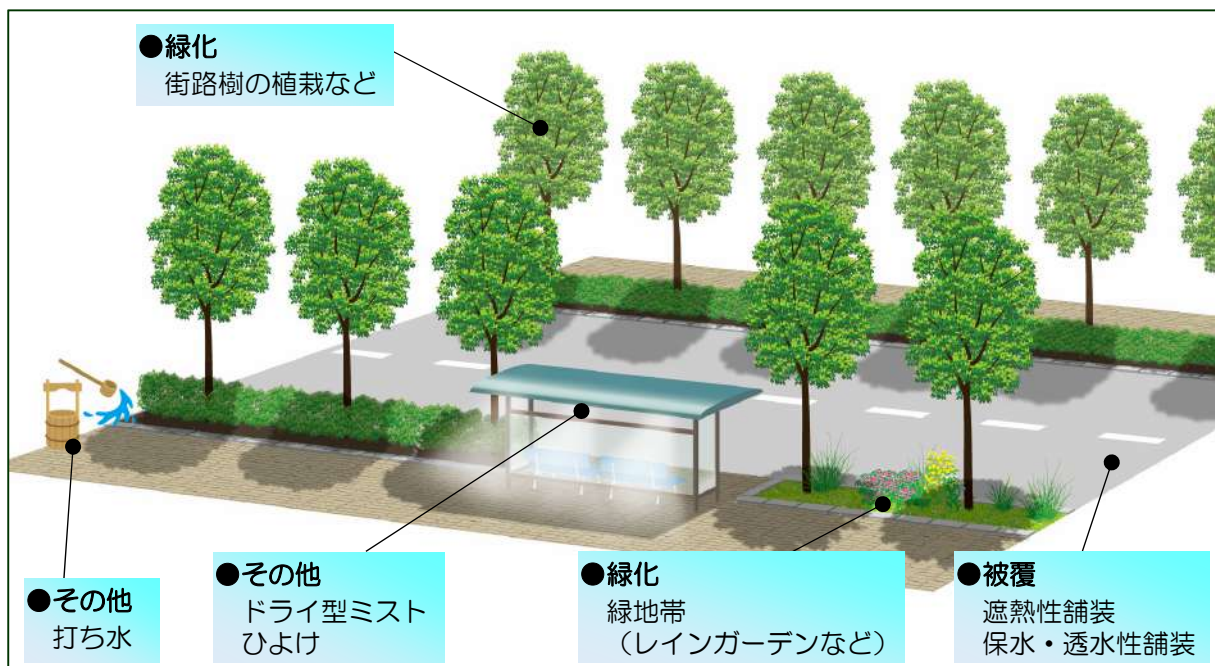 ●緑化
街路樹の植栽など
●その他
打ち水
●その他
ドライ型ミスト
ひよけ
●緑化
緑地帯
（レインガーデンなど）
●被覆
遮熱性舗装
保水・透水性舗装